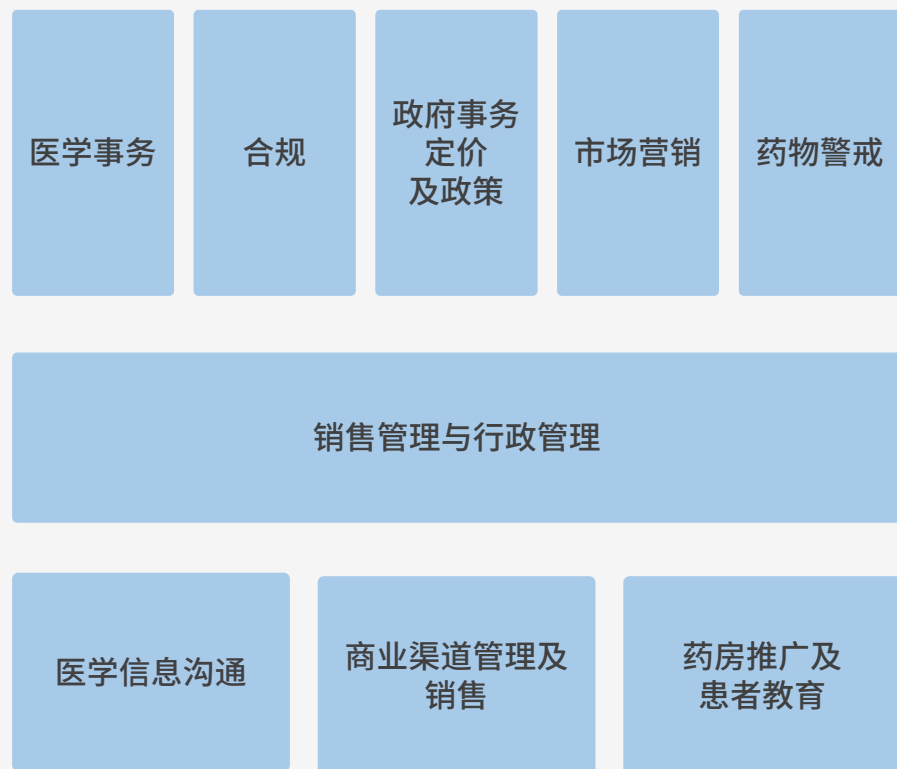 医学事务
合规
政府事务
定价
及政策
市场营销
药物警戒
销售管理与行政管理
医学信息沟通
商业渠道管理及
销售
药房推广及
患者教育